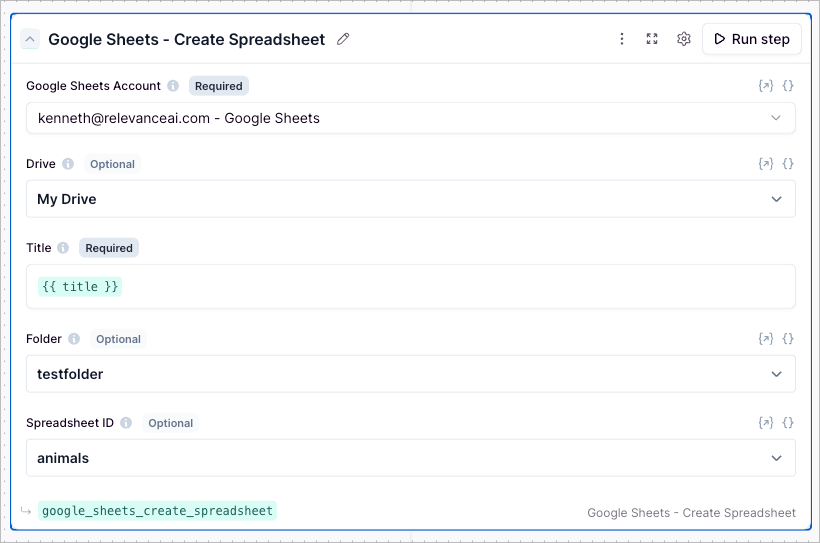 Google Sheets - Create Spreadsheet
Run step
Google Sheets Account Required
kenneth@relevanceai.com - Google Sheets
Drive Optional
My Drive
Title Required
{{ title }}
Folder Optional
testfolder
Spreadsheet ID Optional
animals
google_sheets_create_spreadsheet
Google Sheets - Create Spreadsheet